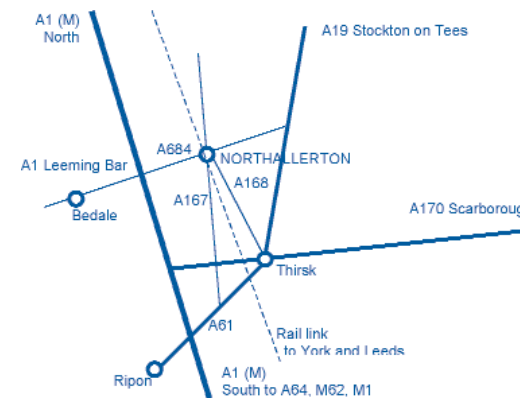 A1 (M)
North
A19 Stockton on Tees
A684
NORTHALLERTON
A1 Leeming Bar
A168
A167
Bedale
A170 Scarboroug
Thirsk
A61
Rail link
to York and Leeds
Ripon
A1 (M)
South to A64, M62, M1